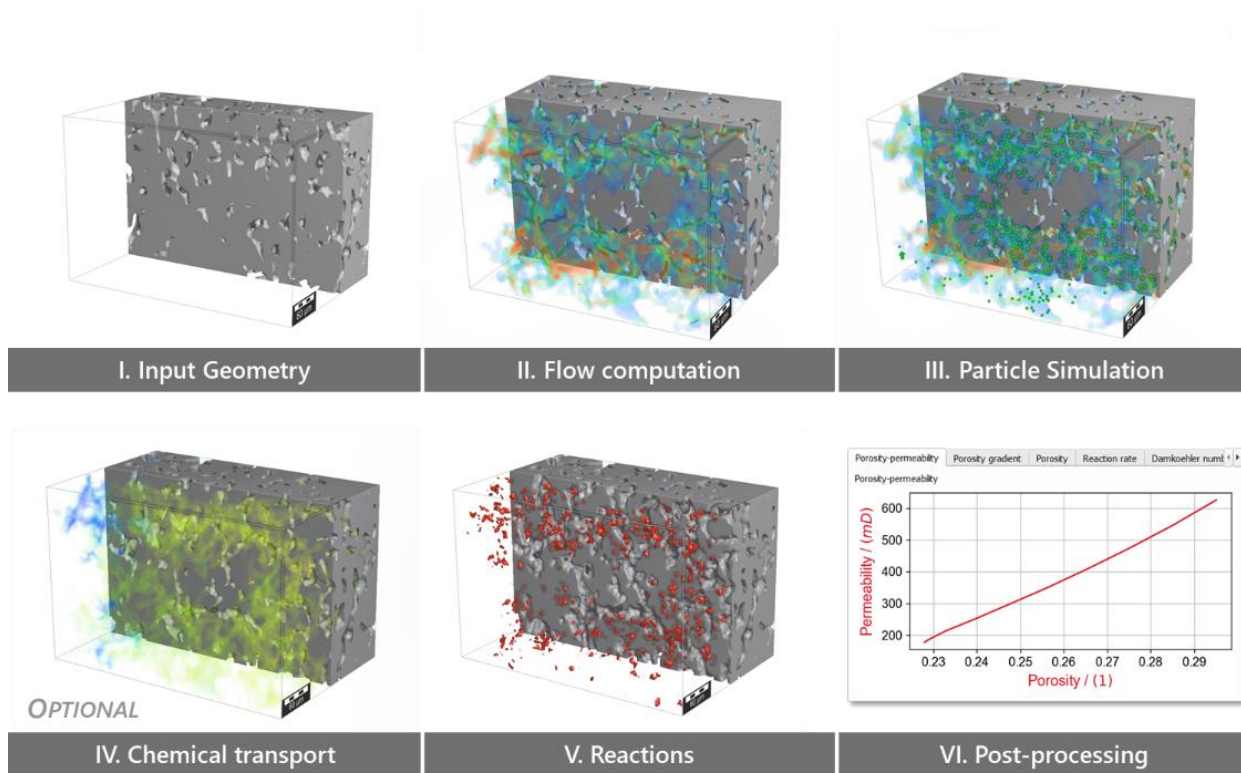 I. Input Geometry
II. Flow computation
III. Particle Simulation
OPTIONAL
IV. Chemical transport
V. Reactions
Porosity-permeability Porosity gradient Porosity Reaction rate Damkoehler numb
Porosity-permeability
600
500
400
300
200
Permeability / (mD)
0.23 0.24 0.25 0.26 0.27 0.28 0.29
Porosity / (1)
VI. Post-processing